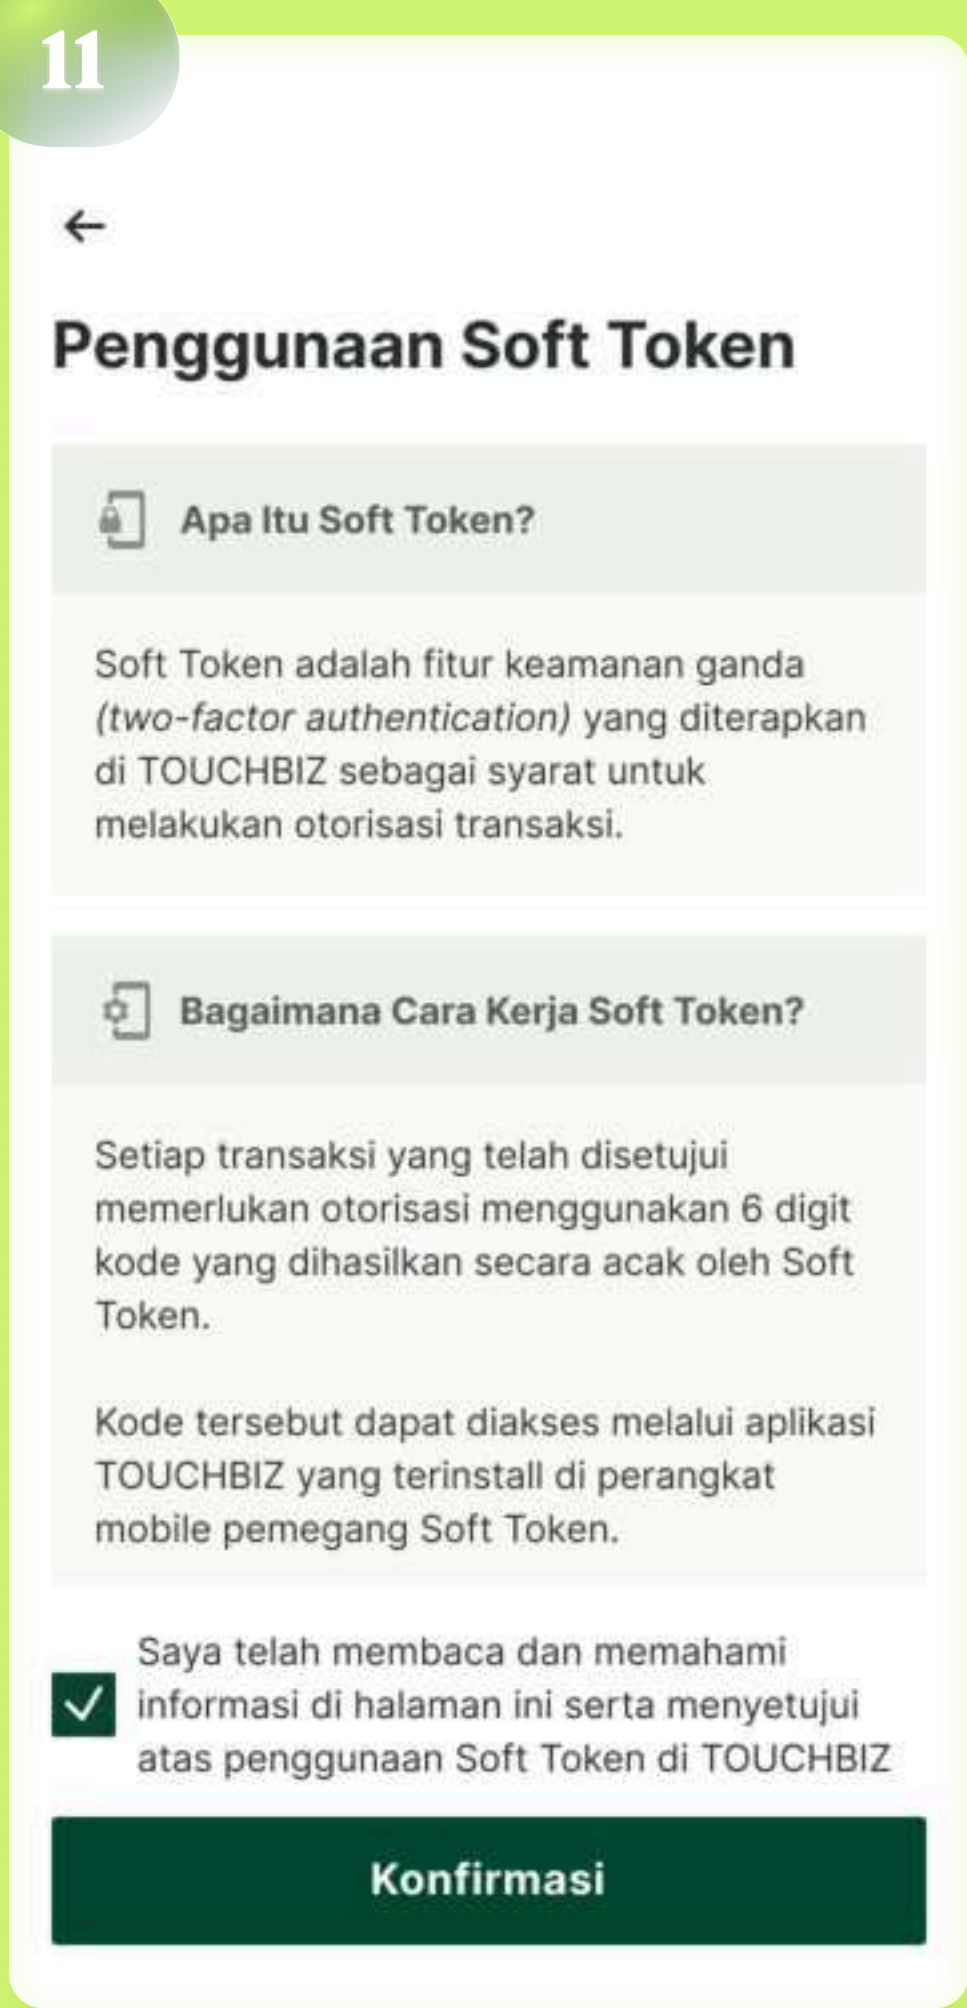 11
Penggunaan Soft Token
Apa Itu Soft Token?
Soft Token adalah fitur keamanan ganda
(two-factor authentication) yang diterapkan
di TOUCHBIZ sebagai syarat untuk
melakukan otorisasi transaksi.
Bagaimana Cara Kerja Soft Token?
Setiap transaksi yang telah disetujui
memerlukan otorisasi menggunakan 6 digit
kode yang dihasilkan secara acak oleh Soft
Token.
Kode tersebut dapat diakses melalui aplikasi
TOUCHBIZ yang terinstall di perangkat
mobile pemegang Soft Token.
Saya telah membaca dan memahami
informasi di halaman ini serta menyetujui
atas penggunaan Soft Token di TOUCHBIZ
Konfirmasi